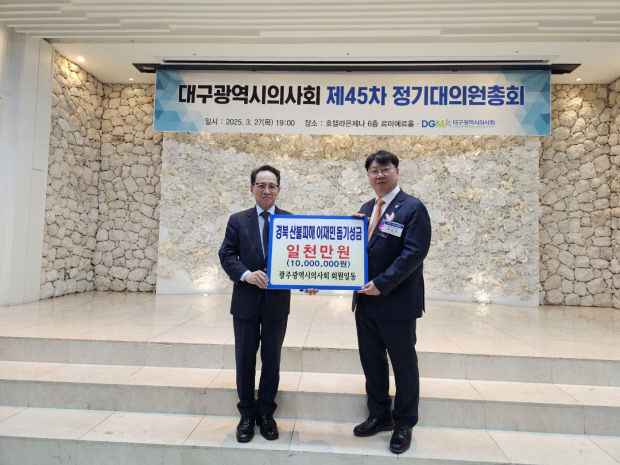 대구광역시의사회 제45차 정기대의원총회
일시 : 2025. 3. 27(목) 19:00 장소 : 호텔라온제나 6층 르미에르홀 DGMA 대구광역시의사회
경북 산불피해 이재민 돕기성금
일천만원
(10,000,000원)
광주광역시의사회 회원일동